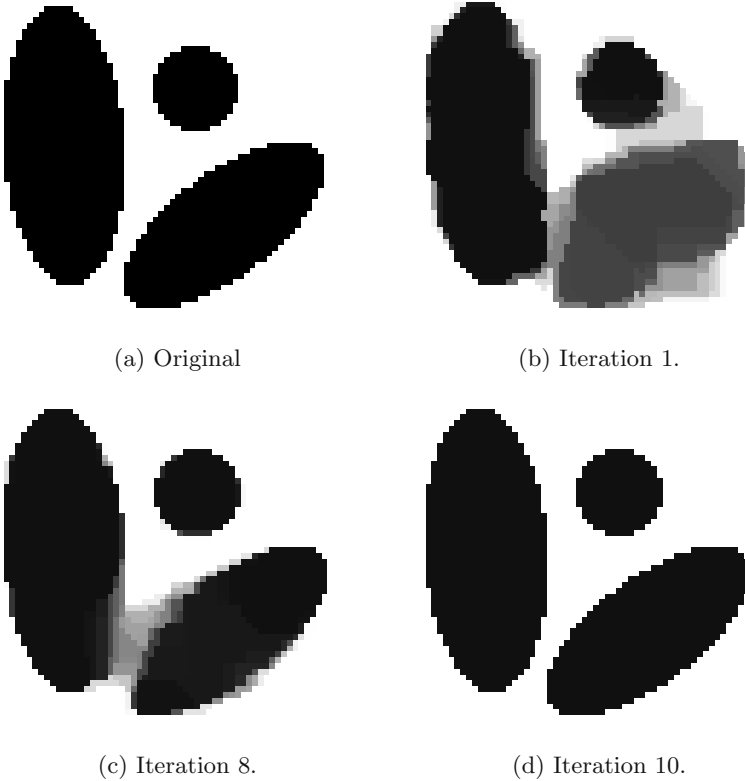 (a) Original
(b) Iteration 1.
(c) Iteration 8.
(d) Iteration 10.